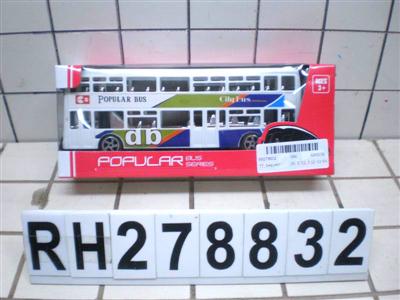 AGES
3+
POPULAR BUS
City Bus
db
POPULAR BUS SERIES
RH278832